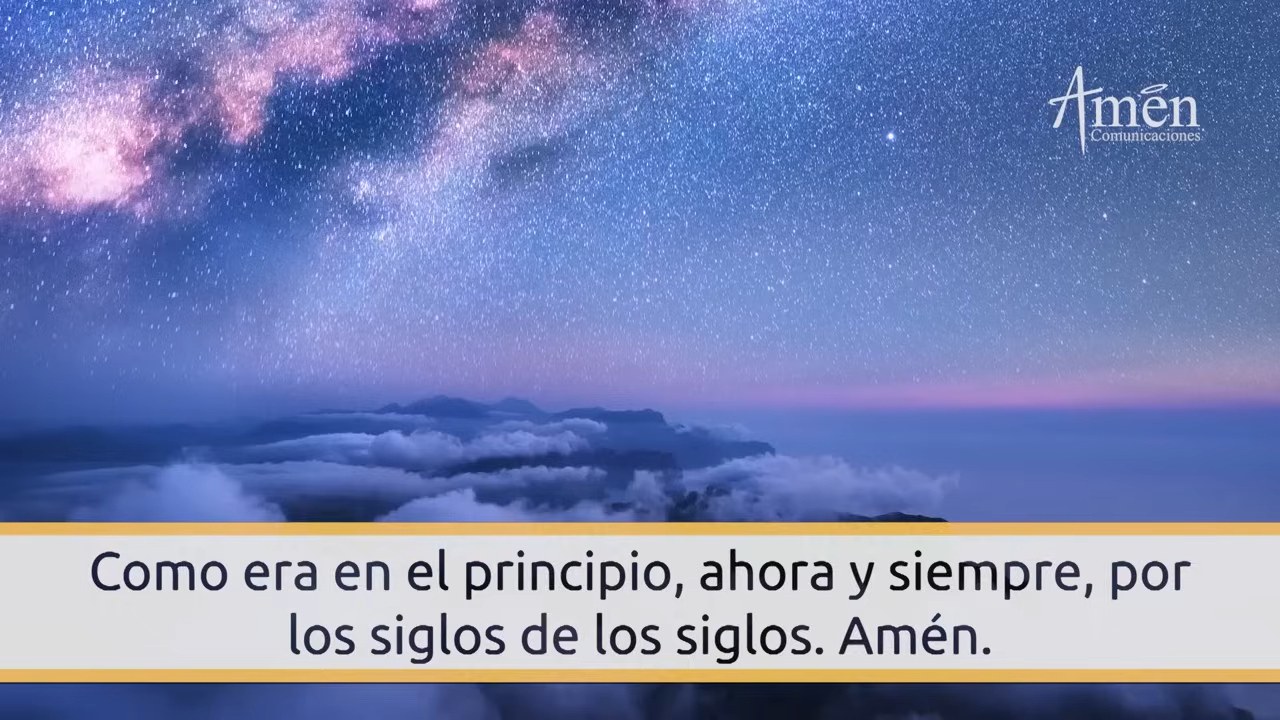 Amén
Comunicaciones
Como era en el principio, ahora y siempre, por
los siglos de los siglos. Amén.